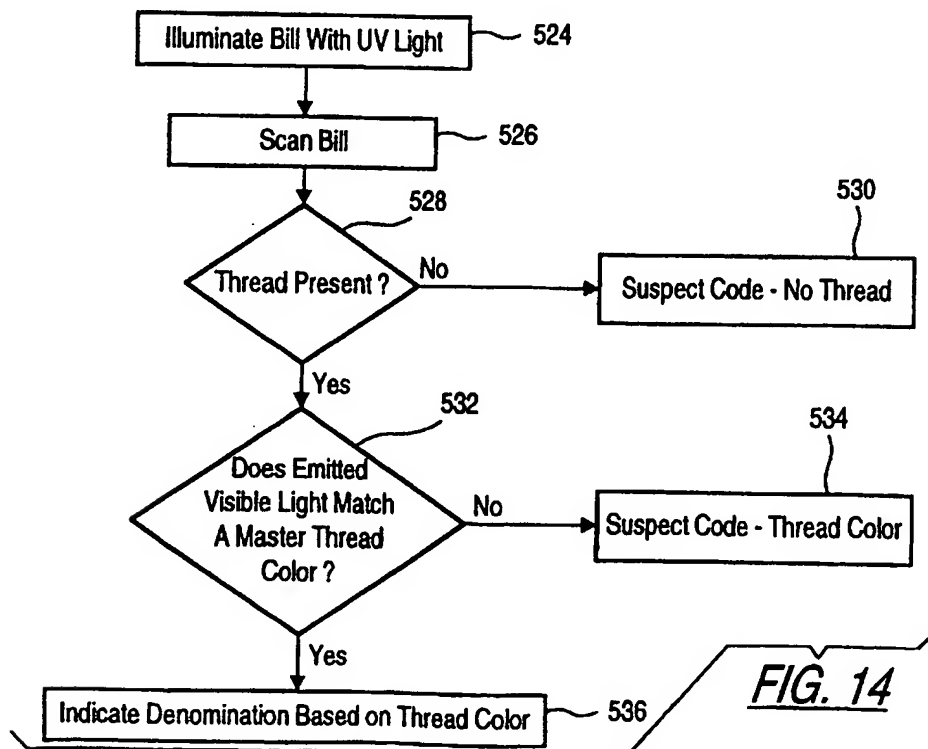 Illuminate Bill With UV Light
524
Scan Bill
526
528
Thread Present ?
No
530
Suspect Code - No Thread
Yes
532
Does Emitted
Visible Light Match
A Master Thread
Color ?
No
534
Suspect Code - Thread Color
Yes
Indicate Denomination Based on Thread Color
536
FIG. 14